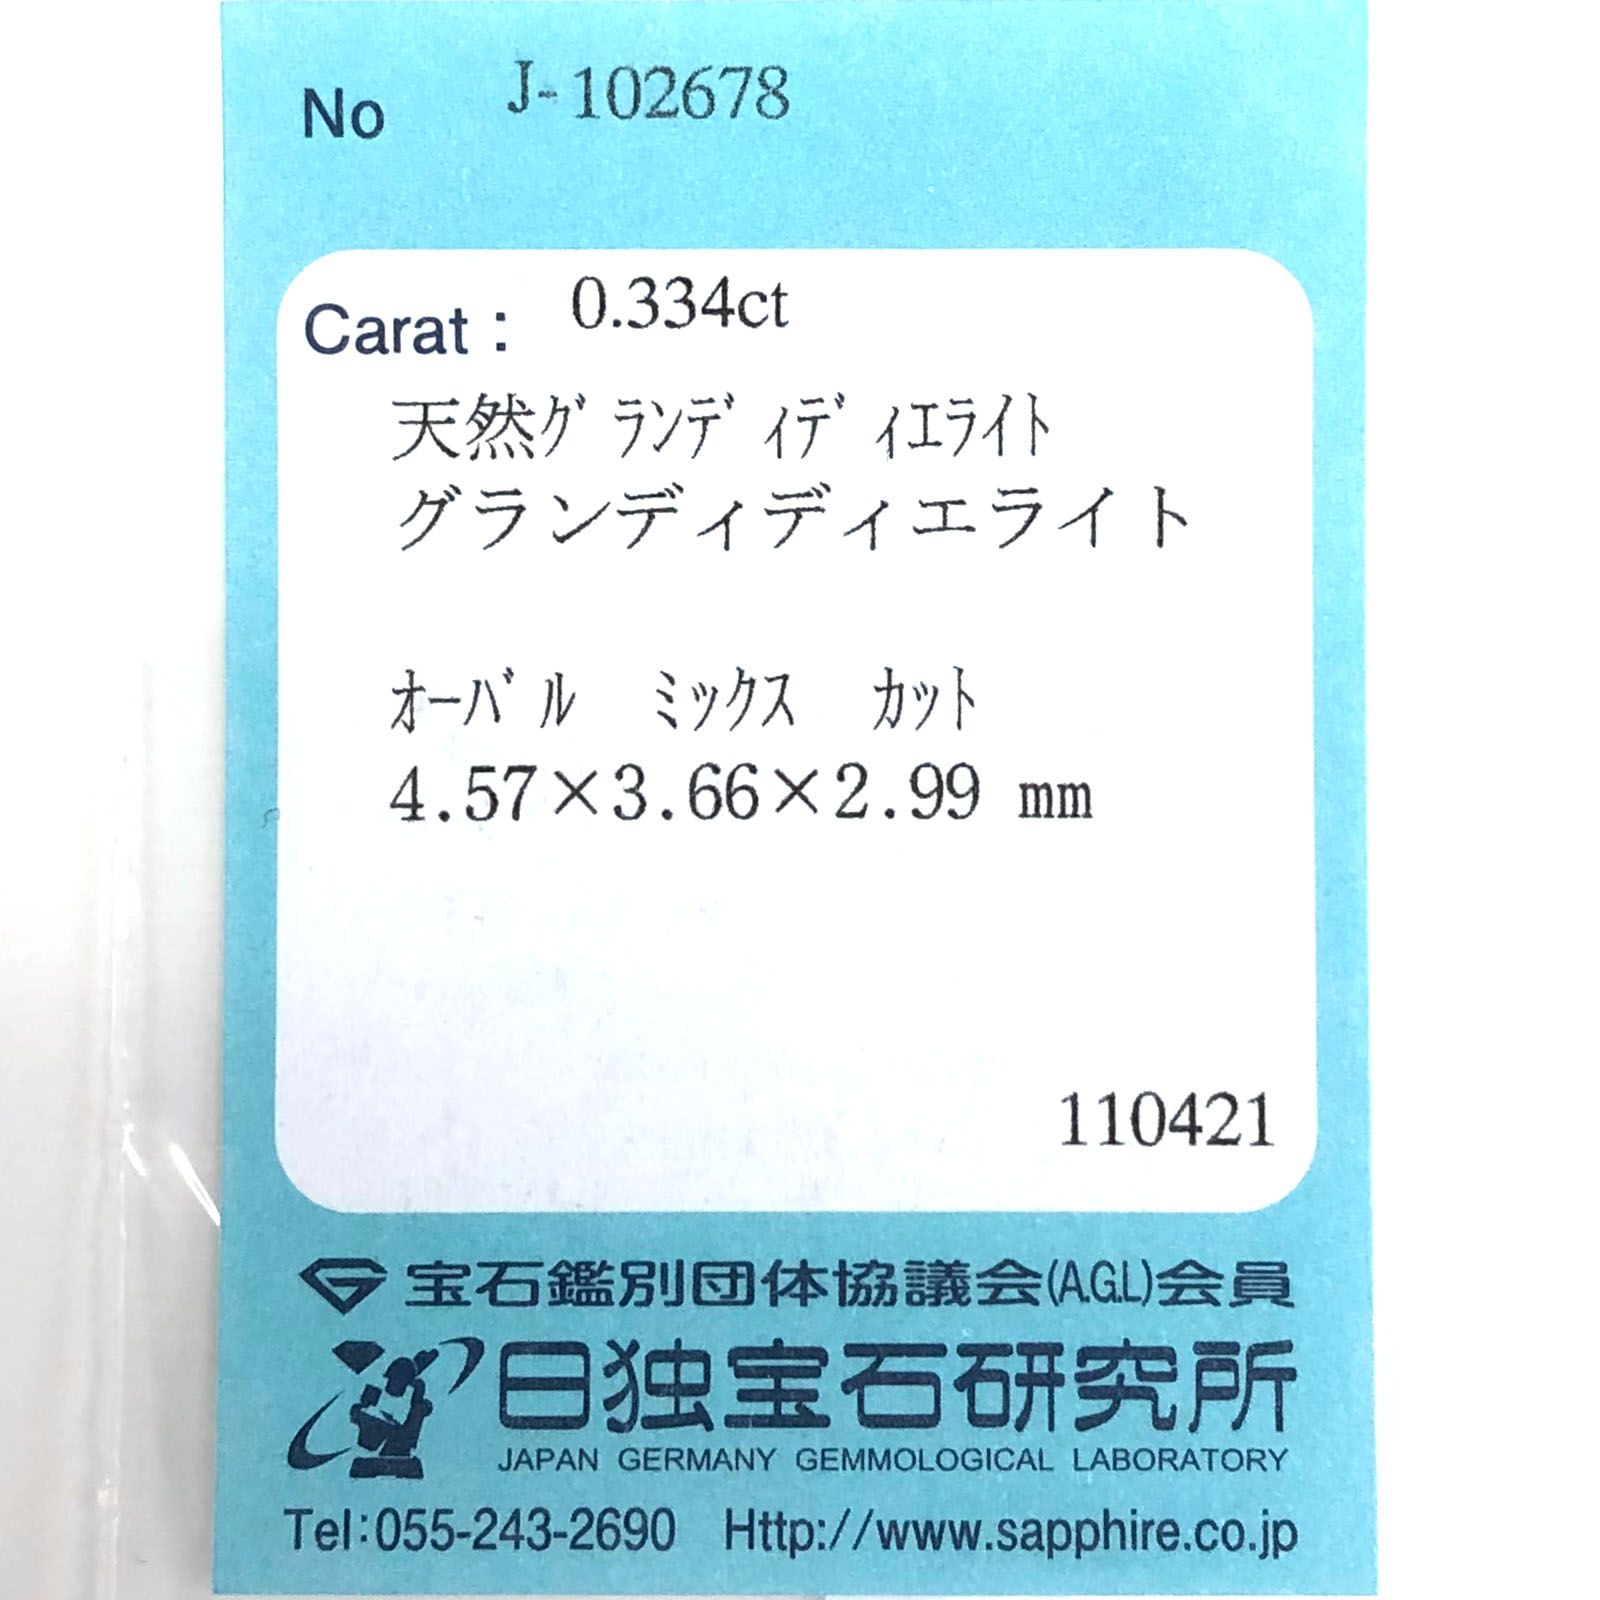 No J-102678
Carat : 0.334ct
天然ｸﾞﾗﾝﾃﾞｨﾃﾞｨｴﾗｲﾄ
グランディディエライト
ｵｰﾊﾞﾙ ﾐｯｸｽ ｶｯﾄ
4.57×3.66×2.99 mm
110421
宝石鑑別団体協議会(A.G.L)会員
日独宝石研究所
JAPAN GERMANY GEMMOLOGICAL LABORATORY
Tel:055-243-2690 Http://www.sapphire.co.jp